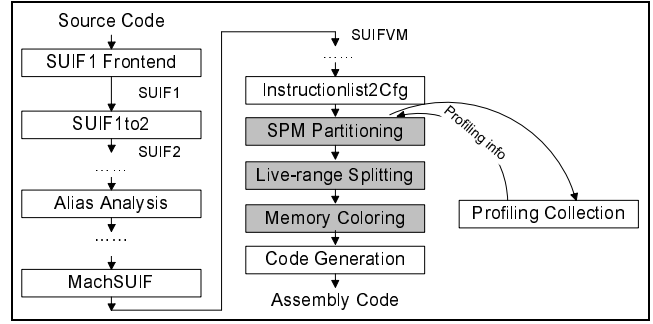 Source Code
SUIF1 Frontend
SUIF1
SUIF1to2
SUIF2
......
Alias Analysis
......
MachSUIF
SUIFVM
......
Instructionlist2Cfg
SPM Partitioning
Live-range Splitting
Memory Coloring
Code Generation
Assembly Code
Profiling info
Profiling Collection